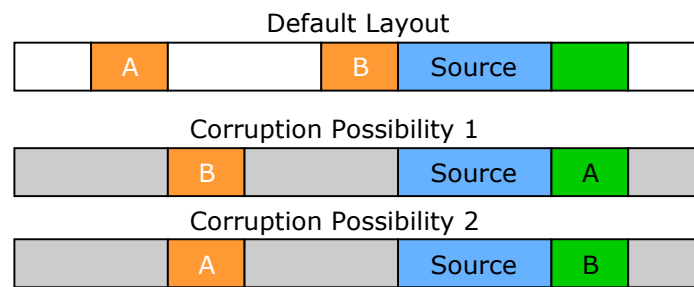 Default Layout
A B Source
Corruption Possibility 1
B Source A
Corruption Possibility 2
A Source B